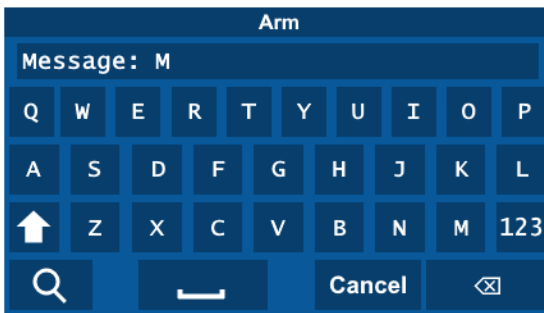 Arm
Message: M
Q W E R T Y U I O P
A S D F G H J K L
Z X C V B N M 123
Cancel